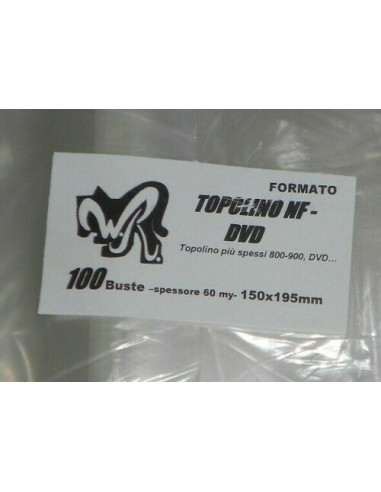 FORMATO
W.R.
TOPOLINO NF -
DVD
Topolino più spessi 800-900, DVD...
100 Buste –spessore 60 my- 150x195mm